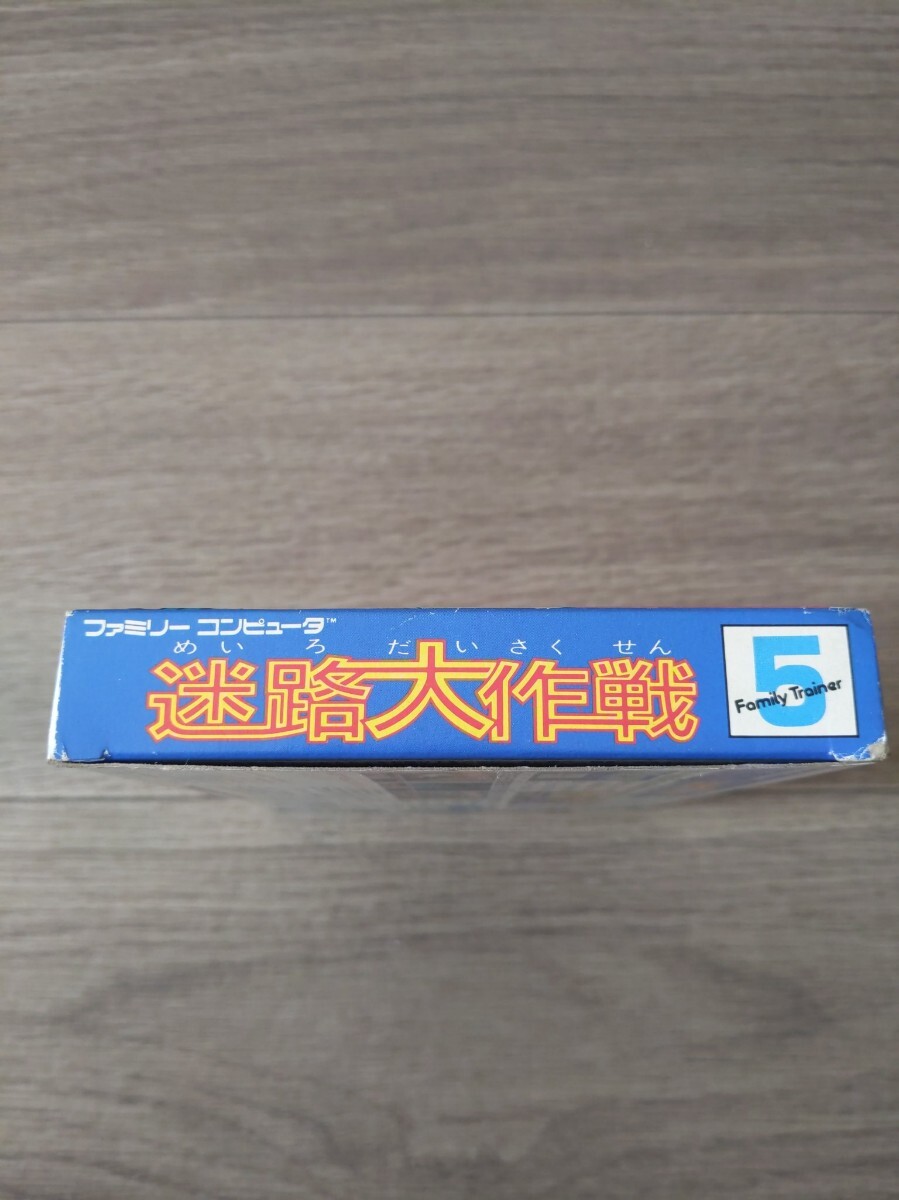 ファミリー コンピュータ™
めいろだいさくせん
迷路大作戦
5
Family Trainer